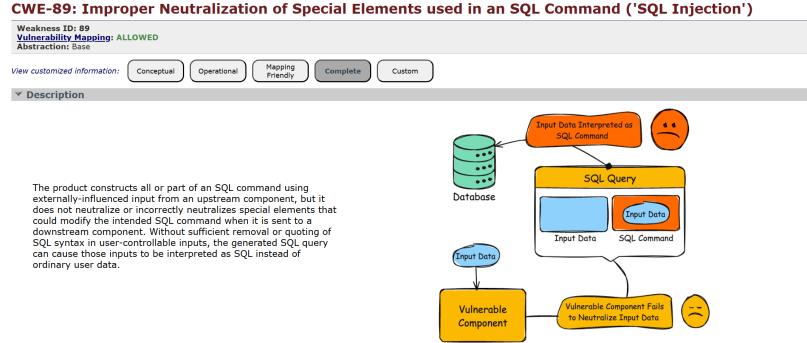 CWE-89: Improper Neutralization of Special Elements used in an SQL Command ('SQL Injection')
Weakness ID: 89
Vulnerability Mapping: ALLOWED
Abstraction: Base
View customized information:
Conceptual
Operational
Mapping
Friendly
Complete
Custom
Description
The product constructs all or part of an SQL command using
externally-influenced input from an upstream component, but it
does not neutralize or incorrectly neutralizes special elements that
could modify the intended SQL command when it is sent to a
downstream component. Without sufficient removal or quoting of
SQL syntax in user-controllable inputs, the generated SQL query
can cause those inputs to be interpreted as SQL instead of
ordinary user data.
Input Data Interpreted as
SQL Command
Database
SQL Query
Input Data
Input Data
SQL Command
Input Data
Vulnerable
Component
Vulnerable Component Fails
to Neutralize Input Data